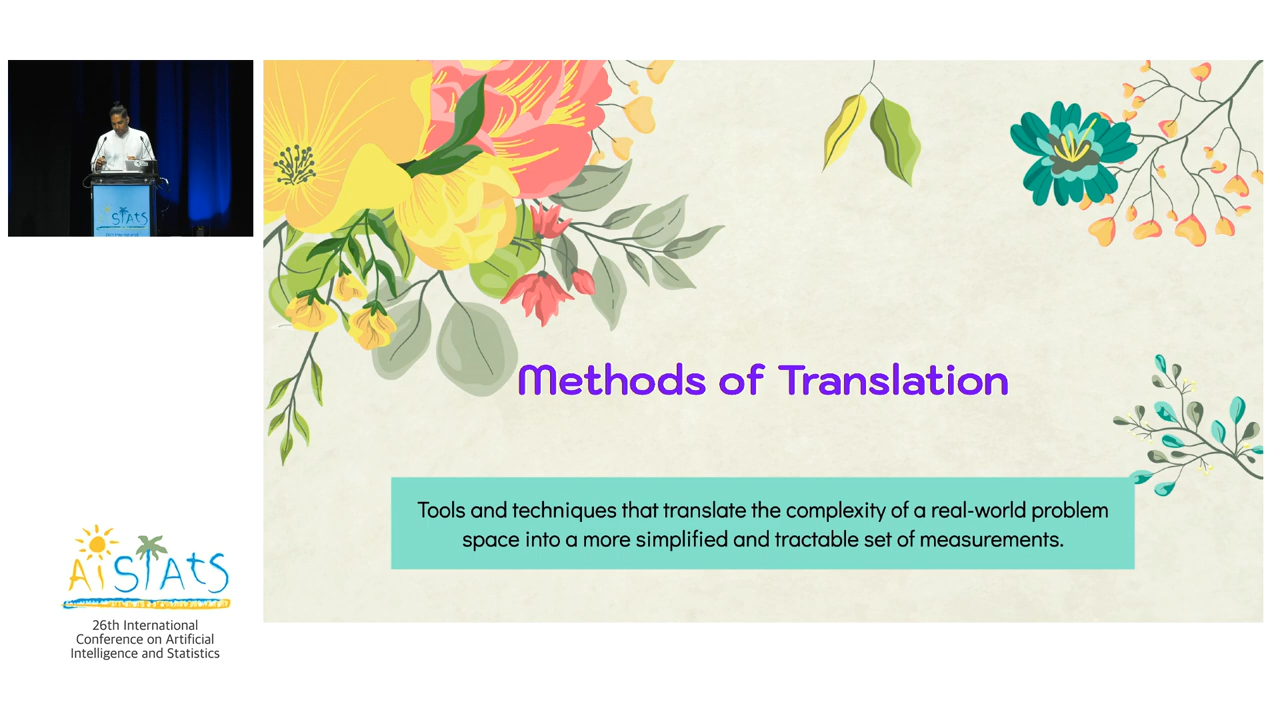 Methods of Translation
Tools and techniques that translate the complexity of a real-world problem
space into a more simplified and tractable set of measurements.
AiSTATS
AiSTATS
26th International
Conference on Artificial
Intelligence and Statistics